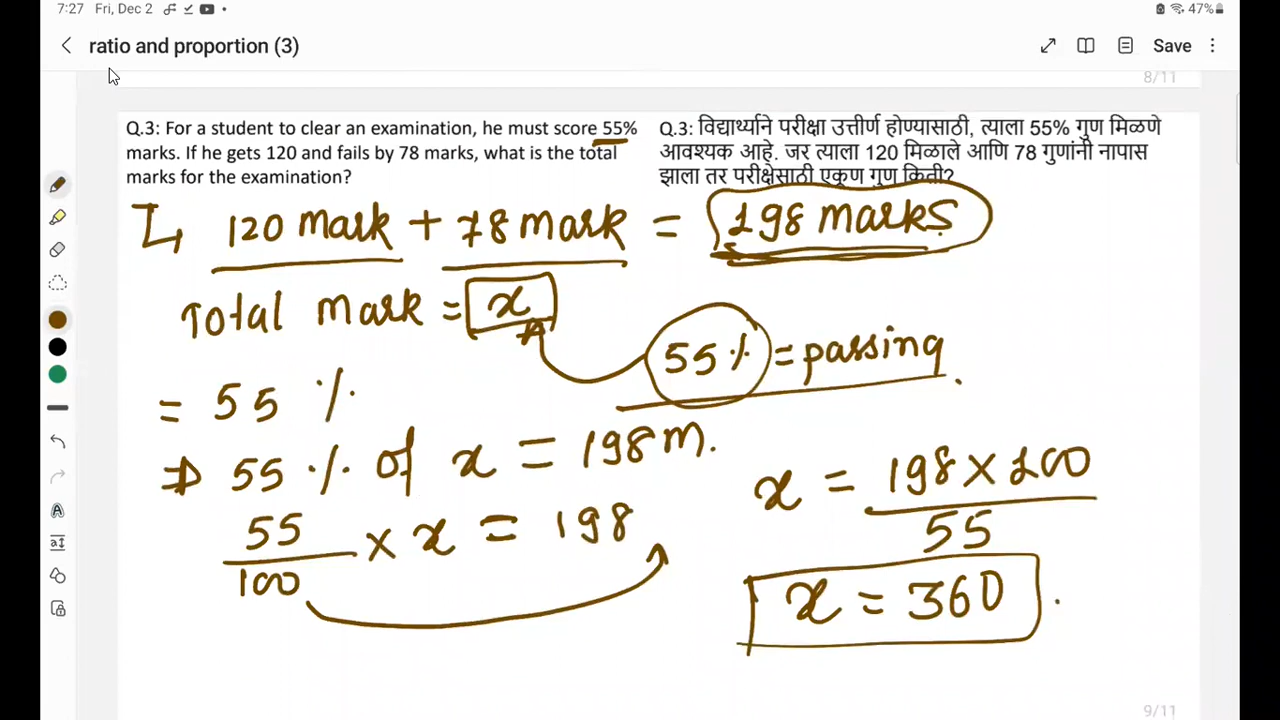 7:27 Fri, Dec 2
47%
ratio and proportion (3)
Save
8/11
Q.3: For a student to clear an examination, he must score 55%
marks. If he gets 120 and fails by 78 marks, what is the total
marks for the examination?
Q.3: विद्यार्थ्याने परीक्षा उत्तीर्ण होण्यासाठी, त्याला 55% गुण मिळणे
आवश्यक आहे. जर त्याला 120 मिळाले आणि 78 गुणांनी नापास
झाला तर परीक्षेसाठी एकूण गुण किती?
120 mark + 78 mark = 198 marks
Total mark = x
55% = passing
= 55 %
⇒ 55 % of x = 198 m.
55/100 × x = 198
x = 198 × 100 / 55
x = 360
9/11